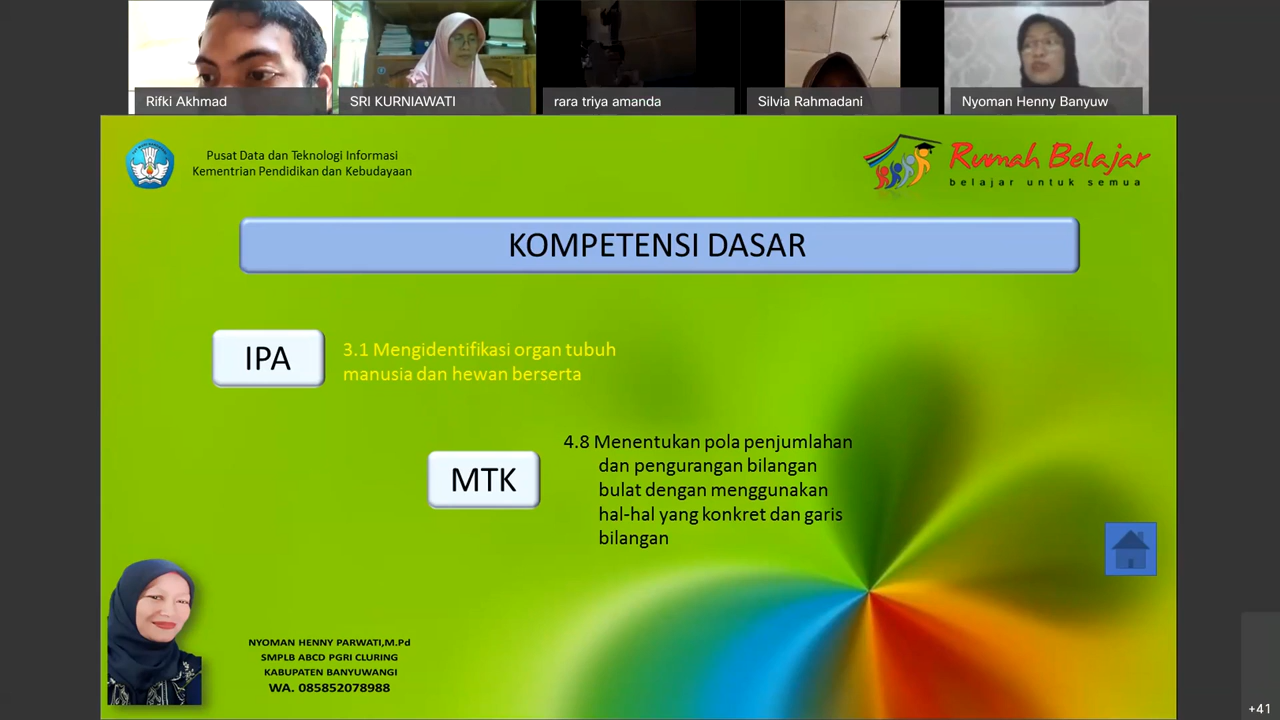 Rifki Akhmad
SRI KURNIAWATI
rara triya amanda
Silvia Rahmadani
Nyoman Henny Banyuw
Pusat Data dan Teknologi Informasi
Kementrian Pendidikan dan Kebudayaan
Rumah Belajar
belajar untuk semua
KOMPETENSI DASAR
IPA
3.1 Mengidentifikasi organ tubuh
manusia dan hewan berserta
MTK
4.8 Menentukan pola penjumlahan
dan pengurangan bilangan
bulat dengan menggunakan
hal-hal yang konkret dan garis
bilangan
NYOMAN HENNY PARWATI,M.Pd
SMPLB ABCD PGRI CLURING
KABUPATEN BANYUWANGI
WA. 085852078988
+41